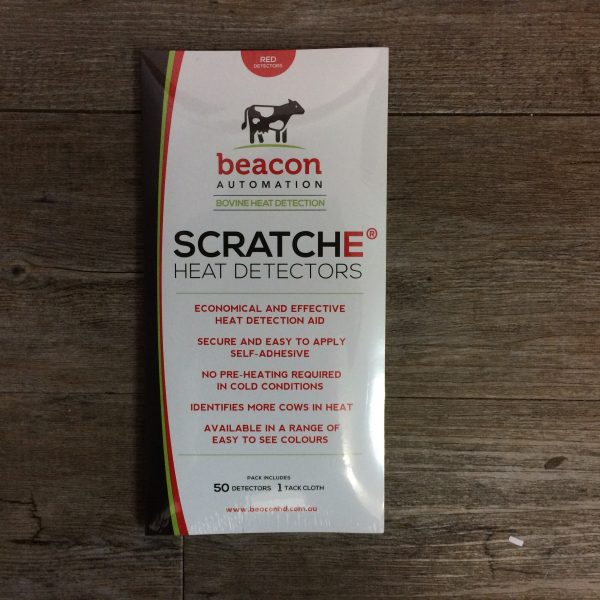 RED
DETECTORS
beacon
AUTOMATION
BOVINE HEAT DETECTION
SCRATCHE®
HEAT DETECTORS
ECONOMICAL AND EFFECTIVE
HEAT DETECTION AID
SECURE AND EASY TO APPLY
SELF-ADHESIVE
NO PRE-HEATING REQUIRED
IN COLD CONDITIONS
IDENTIFIES MORE COWS IN HEAT
AVAILABLE IN A RANGE OF
EASY TO SEE COLOURS
PACK INCLUDES
50 DETECTORS 1 TACK CLOTH
www.beaconhd.com.au